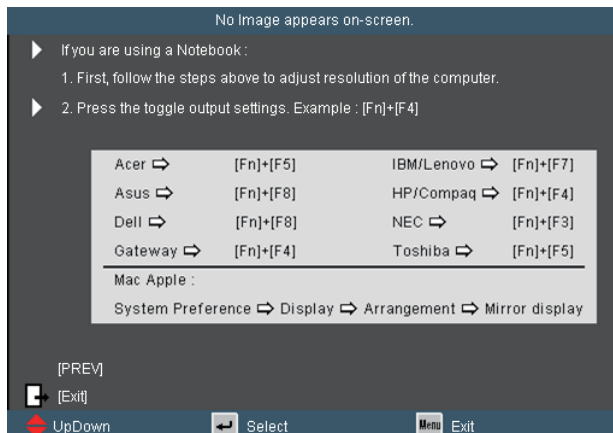 No Image appears on-screen.
If you are using a Notebook :
1. First, follow the steps above to adjust resolution of the computer.
2. Press the toggle output settings. Example : [Fn]+[F4]
Acer ⇨ [Fn]+[F5] IBM/Lenovo ⇨ [Fn]+[F7]
Asus ⇨ [Fn]+[F8] HP/Compaq ⇨ [Fn]+[F4]
Dell ⇨ [Fn]+[F8] NEC ⇨ [Fn]+[F3]
Gateway ⇨ [Fn]+[F4] Toshiba ⇨ [Fn]+[F5]
Mac Apple :
System Preference ⇨ Display ⇨ Arrangement ⇨ Mirror display
[PREV]
[Exit]
UpDown Select Menu Exit